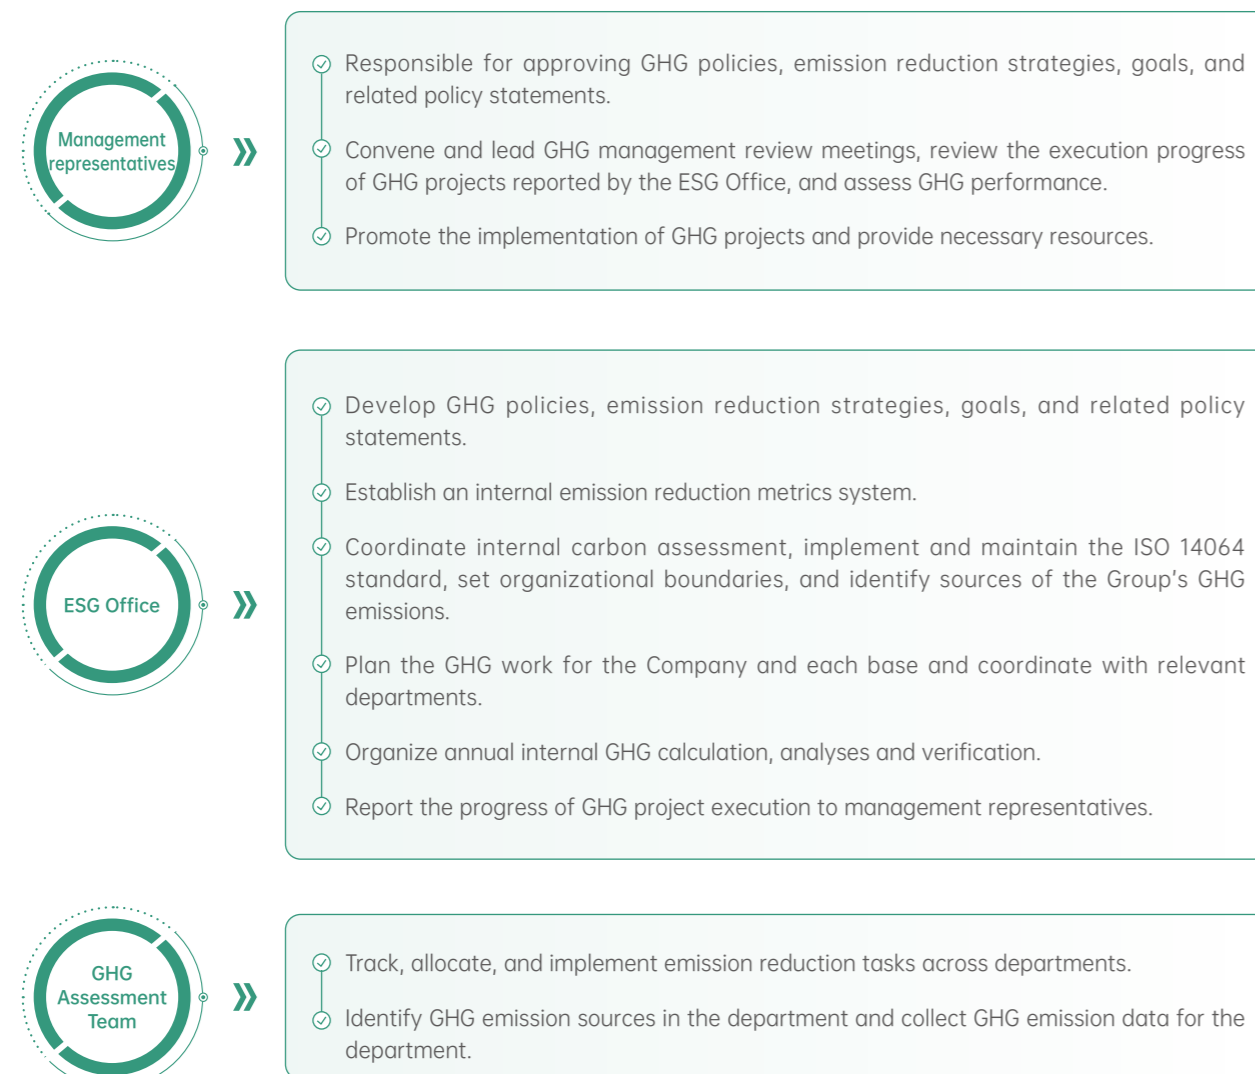 Management
representatives
Responsible for approving GHG policies, emission reduction strategies, goals, and
related policy statements.
Convene and lead GHG management review meetings, review the execution progress
of GHG projects reported by the ESG Office, and assess GHG performance.
Promote the implementation of GHG projects and provide necessary resources.
ESG Office
Develop GHG policies, emission reduction strategies, goals, and related policy
statements.
Establish an internal emission reduction metrics system.
Coordinate internal carbon assessment, implement and maintain the ISO 14064
standard, set organizational boundaries, and identify sources of the Group's GHG
emissions.
Plan the GHG work for the Company and each base and coordinate with relevant
departments.
Organize annual internal GHG calculation, analyses and verification.
Report the progress of GHG project execution to management representatives.
GHG
Assessment
Team
Track, allocate, and implement emission reduction tasks across departments.
Identify GHG emission sources in the department and collect GHG emission data for the
department.